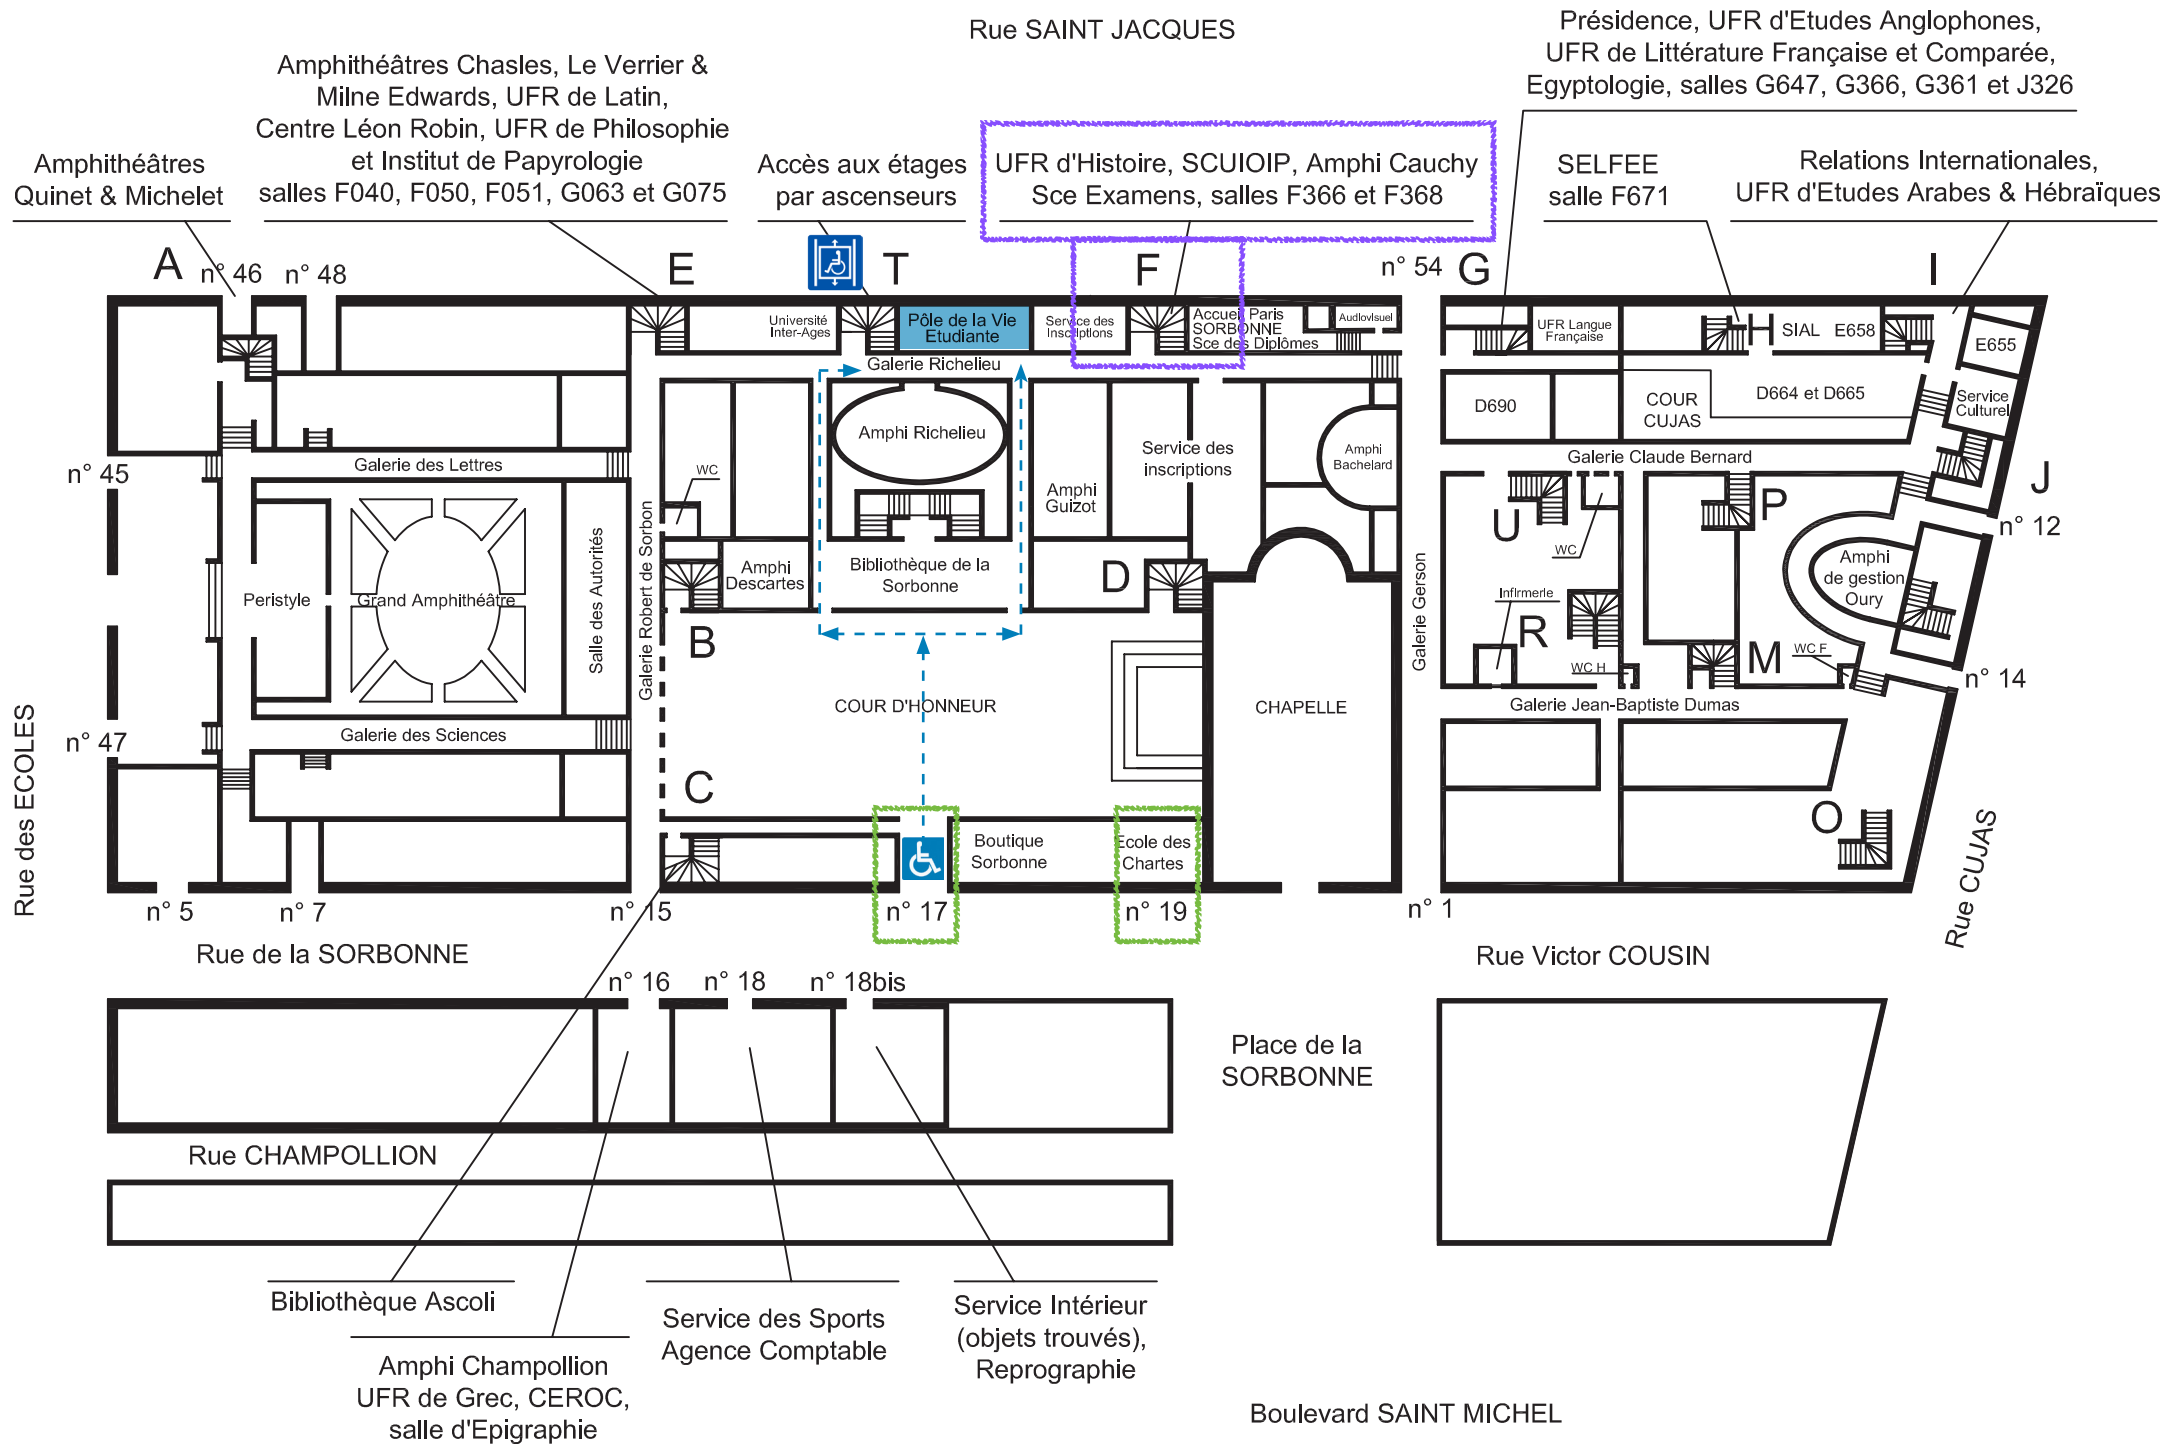 Rue SAINT JACQUES
Présidence, UFR d'Etudes Anglophones,
UFR de Littérature Française et Comparée,
Egyptologie, salles G647, G366, G361 et J326
Amphithéâtres Chasles, Le Verrier &
Milne Edwards, UFR de Latin,
Centre Léon Robin, UFR de Philosophie
et Institut de Papyrologie
salles F040, F050, F051, G063 et G075
Amphithéâtres
Quinet & Michelet
Accès aux étages
par ascenseurs
UFR d'Histoire, SCUIOIP, Amphi Cauchy
Sce Examens, salles F366 et F368
SELFEE
salle F671
Relations Internationales,
UFR d'Etudes Arabes & Hébraïques
A
n° 46
n° 48
E
T
F
n° 54
G
I
Université
Inter-Ages
Pôle de la Vie
Etudiante
Service des
Inscriptions
Accueil Paris
SORBONNE
Sce des Diplômes
Audiovisuel
UFR Langue
Française
SIAL
E658
E655
Galerie Richelieu
D690
COUR
CUJAS
D664 et D665
Service
Culturel
Amphi Richelieu
Service des
inscriptions
Amphi
Bachelard
Galerie Claude Bernard
n° 45
Galerie des Lettres
WC
Amphi
Guizot
J
n° 12
U
WC
P
Salle des Autorités
Galerie Robert de Sorbon
Galerie Gerson
Peristyle
Grand Amphithéâtre
Amphi
Descartes
Bibliothèque de la
Sorbonne
D
Amphi
de gestion
Oury
Infirmerie
R
B
WC H
M
WC F
n° 14
COUR D'HONNEUR
CHAPELLE
Galerie Jean-Baptiste Dumas
n° 47
Galerie des Sciences
C
O
Rue des ECOLES
Boutique
Sorbonne
Ecole des
Chartes
Rue CUJAS
n° 5
n° 7
n° 15
n° 17
n° 19
n° 1
Rue de la SORBONNE
Rue Victor COUSIN
n° 16
n° 18
n° 18bis
Place de la
SORBONNE
Rue CHAMPOLLION
Bibliothèque Ascoli
Service des Sports
Agence Comptable
Service Intérieur
(objets trouvés),
Reprographie
Amphi Champollion
UFR de Grec, CEROC,
salle d'Epigraphie
Boulevard SAINT MICHEL